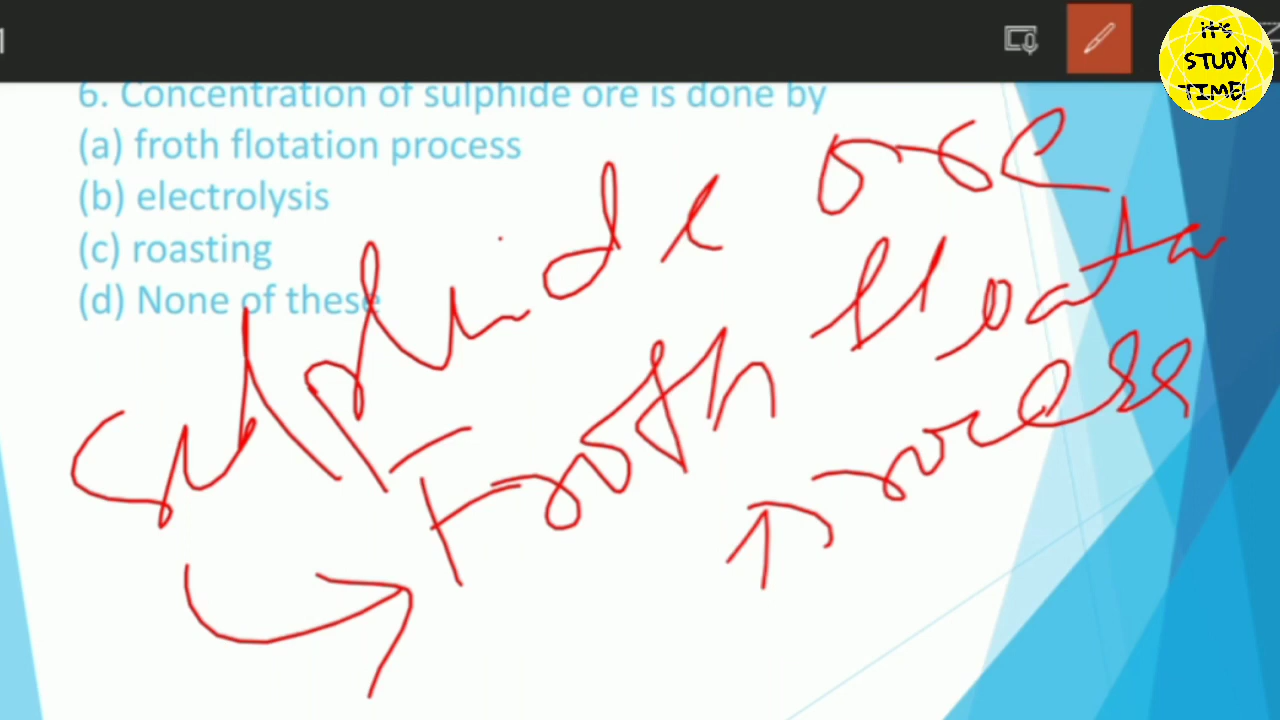 IT'S
STUDY
TIME!
6. Concentration of sulphide ore is done by
(a) froth flotation process
(b) electrolysis
(c) roasting
(d) None of these
Sulphide ore
Froth floata
process